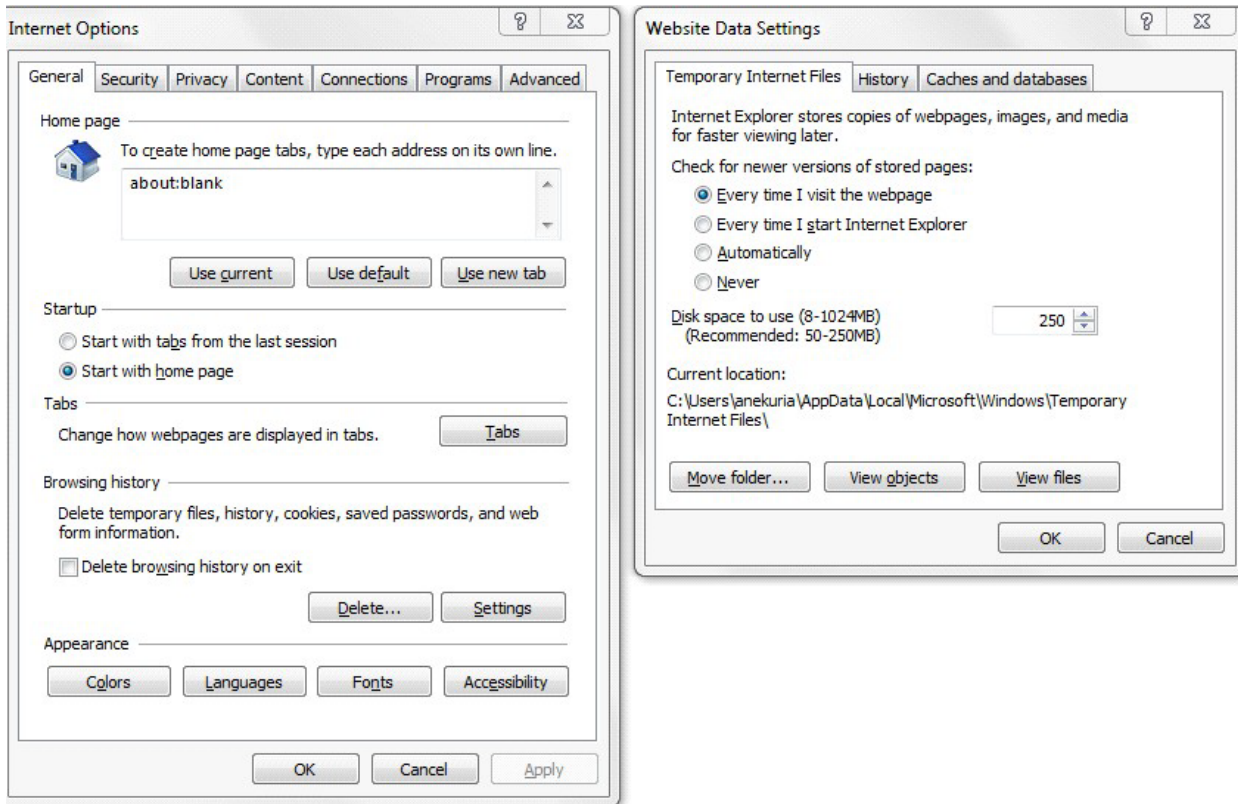 Internet Options
General Security Privacy Content Connections Programs Advanced
Home page
To create home page tabs, type each address on its own line.
about:blank
Use current Use default Use new tab
Startup
Start with tabs from the last session
Start with home page
Tabs
Change how webpages are displayed in tabs.
Tabs
Browsing history
Delete temporary files, history, cookies, saved passwords, and web
form information.
Delete browsing history on exit
Delete... Settings
Appearance
Colors Languages Fonts Accessibility
OK Cancel Apply
Website Data Settings
Temporary Internet Files History Caches and databases
Internet Explorer stores copies of webpages, images, and media
for faster viewing later.
Check for newer versions of stored pages:
Every time I visit the webpage
Every time I start Internet Explorer
Automatically
Never
Disk space to use (8-1024MB) 250
(Recommended: 50-250MB)
Current location:
C:\Users\anekuria\AppData\Local\Microsoft\Windows\Temporary
Internet Files\
Move folder... View objects View files
OK Cancel